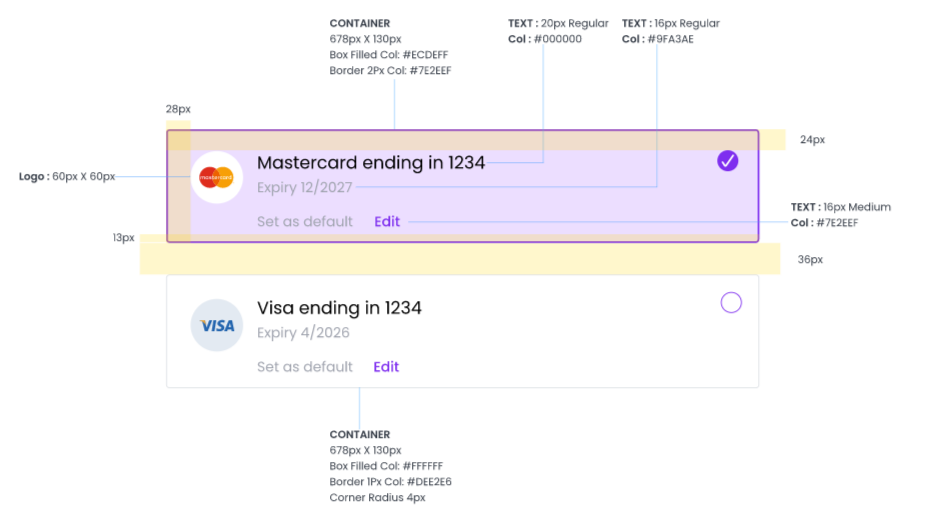 CONTAINER
678px X 130px
Box Filled Col: #ECDEFF
Border 2Px Col: #7E2EEF
TEXT : 20px Regular
Col : #000000
TEXT : 16px Regular
Col : #9FA3AE
28px
24px
Logo : 60px X 60px
mastercard
Mastercard ending in 1234
Expiry 12/2027
Set as default Edit
TEXT : 16px Medium
Col : #7E2EEF
13px
36px
VISA
Visa ending in 1234
Expiry 4/2026
Set as default Edit
CONTAINER
678px X 130px
Box Filled Col: #FFFFFF
Border 1Px Col: #DEE2E6
Corner Radius 4px